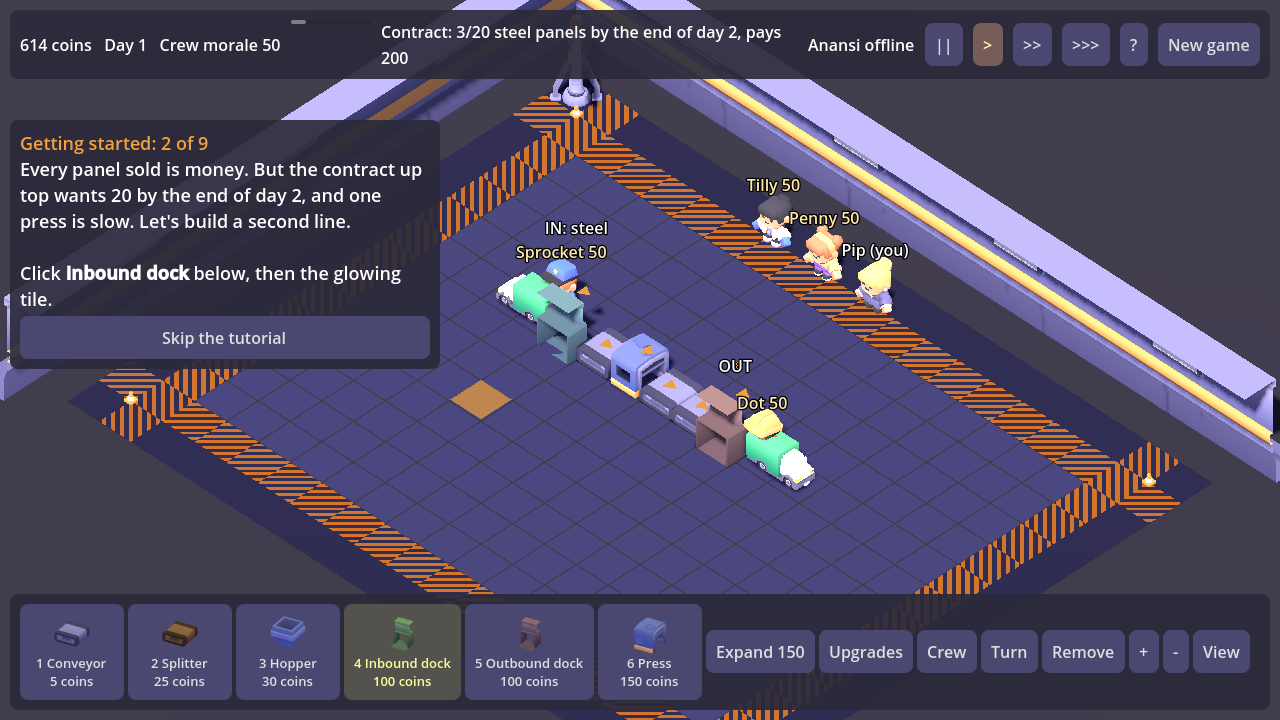 614 coins Day 1 Crew morale 50
Contract: 3/20 steel panels by the end of day 2, pays
200
Anansi offline || > >> >>> ? New game
Getting started: 2 of 9
Every panel sold is money. But the contract up
top wants 20 by the end of day 2, and one
press is slow. Let's build a second line.
Click Inbound dock below, then the glowing
tile.
Skip the tutorial
Tilly 50
Penny 50
Pip (you)
IN: steel
Sprocket 50
OUT
Dot 50
1 Conveyor
5 coins
2 Splitter
25 coins
3 Hopper
30 coins
4 Inbound dock
100 coins
5 Outbound dock
100 coins
6 Press
150 coins
Expand 150
Upgrades
Crew
Turn
Remove
+
-
View